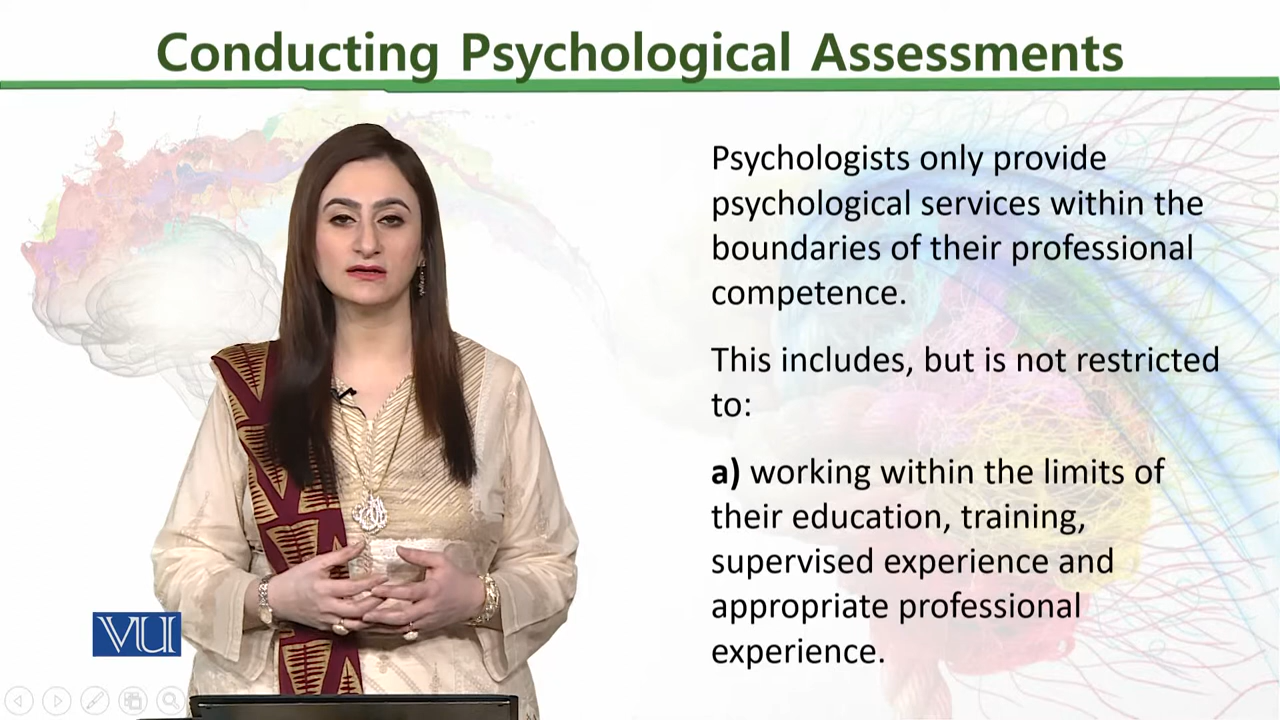 Conducting Psychological Assessments
Psychologists only provide
psychological services within the
boundaries of their professional
competence.
This includes, but is not restricted
to:
a) working within the limits of
their education, training,
supervised experience and
appropriate professional
experience.
VU